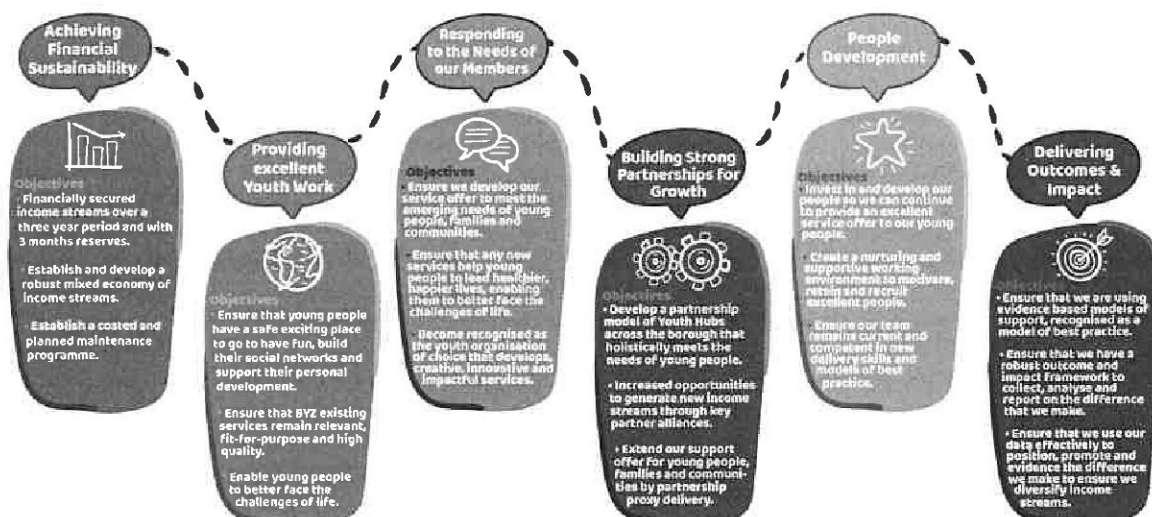 Achieving
Financial
Sustainability
Objectives
· Financially secured
income streams over a
three year period and with
3 months reserves.
· Establish and develop a
robust mixed economy of
income streams.
· Establish a costed and
planned maintenance
programme.
Providing
excellent
Youth Work
Objectives
· Ensure that young people
have a safe exciting place
to go to have fun, build
their social networks and
support their personal
development.
· Ensure that BYZ existing
services remain relevant,
fit-for-purpose and high
quality.
· Enable young people
to better face the
challenges of life.
Responding
to the Needs of
our Members
Objectives
· Ensure we develop our
service offer to meet the
emerging needs of young
people, families and
communities.
· Ensure that any new
services help young
people to lead healthier,
happier lives, enabling
them to better face the
challenges of life.
· Become recognised as
the youth organisation
of choice that develops,
creative, innovative and
impactful services.
Building Strong
Partnerships for
Growth
Objectives
· Develop a partnership
model of Youth Hubs
across the borough that
holistically meets the
needs of young people.
· Increased opportunities
to generate new income
streams through key
partner alliances.
· Extend our support
offer for young people,
families and communi-
ties by partnership
proxy delivery.
People
Development
Objectives
· Invest in and develop our
people so we can continue
to provide an excellent
service offer to our young
people.
· Create a nurturing and
supportive working
environment to motivate,
retain and recruit
excellent people.
· Ensure our team
remains current and
competent in new
delivery skills and
models of best
practice.
Delivering
Outcomes &
Impact
Objectives
· Ensure that we are using
evidence based models of
support, recognised as a
model of best practice.
· Ensure that we have a
robust outcome and
impact framework to
collect, analyse and
report on the difference
that we make.
· Ensure that we use our
data effectively to
position, promote and
evidence the difference
we make to ensure we
diversify income
streams.